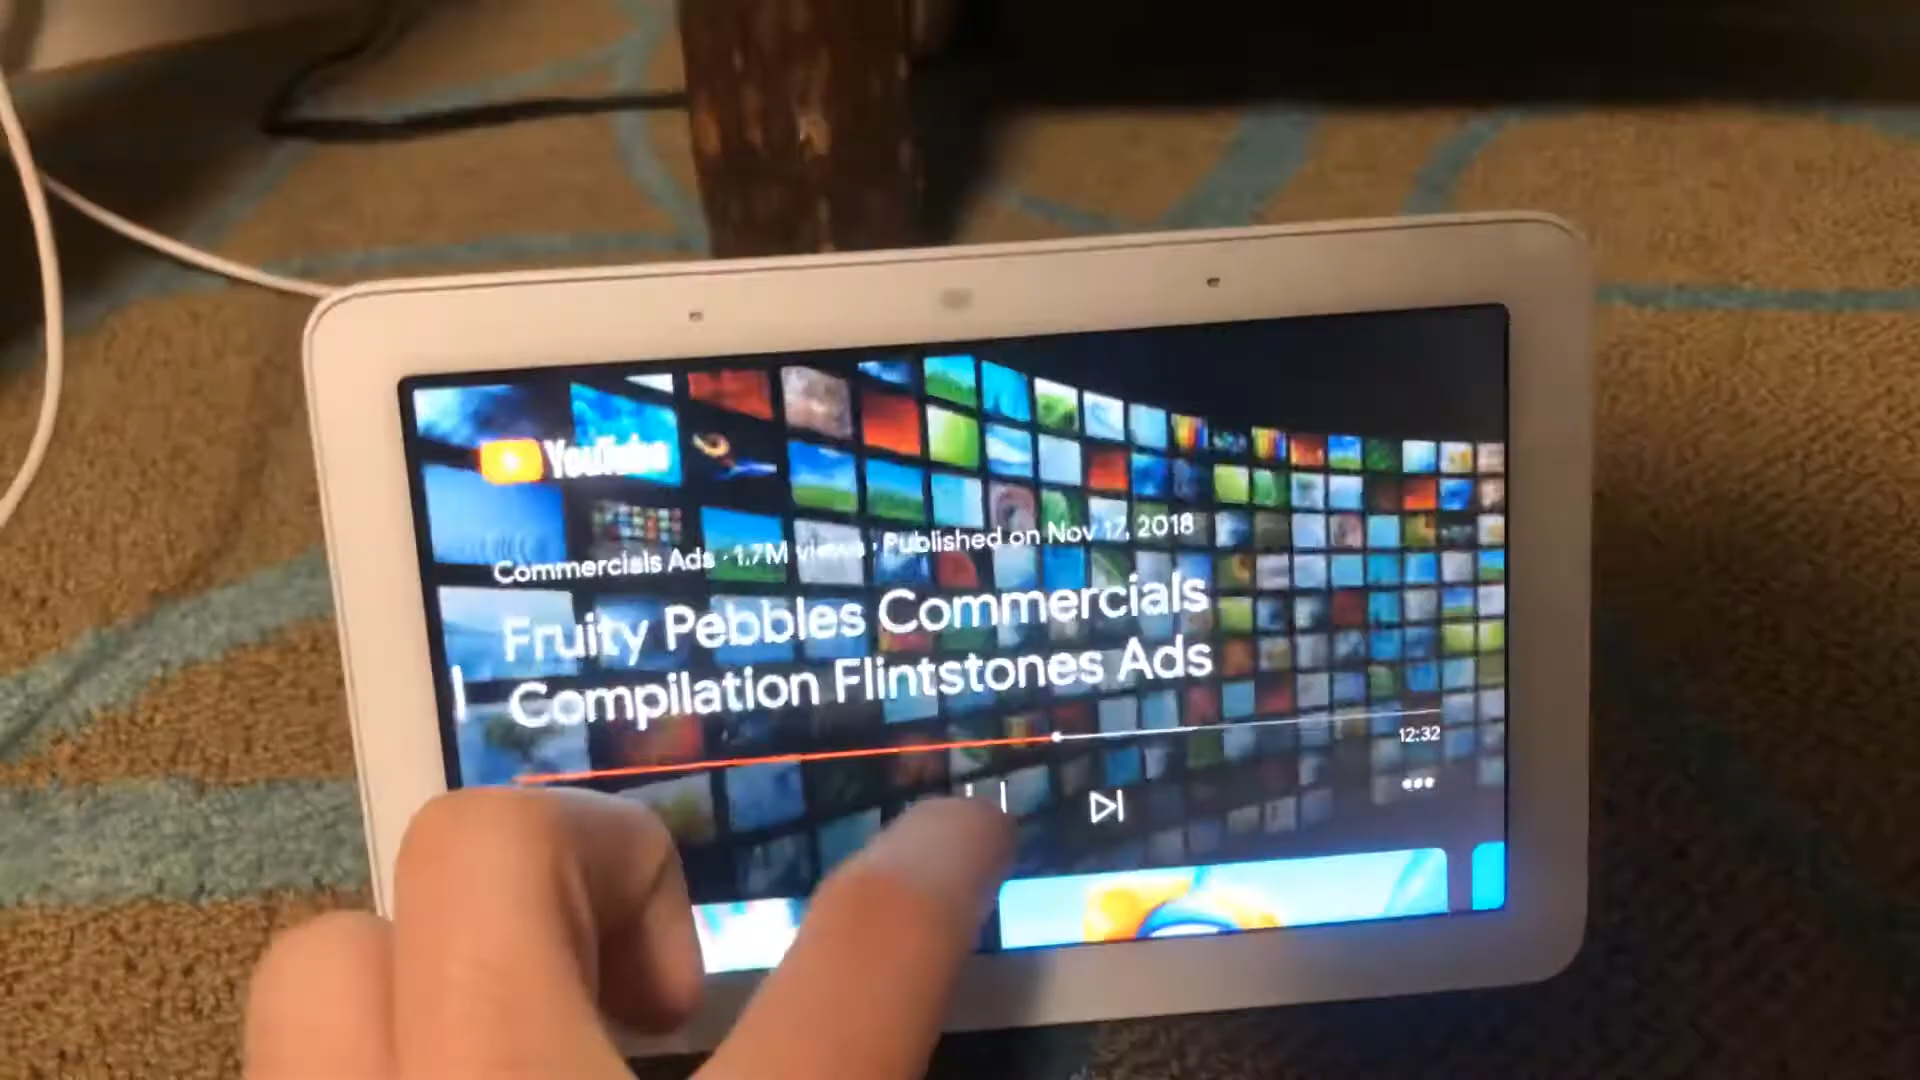 YouTube
Commercials Ads · 1.7M views · Published on Nov 17, 2018
Fruity Pebbles Commercials
Compilation Flintstones Ads
12:32